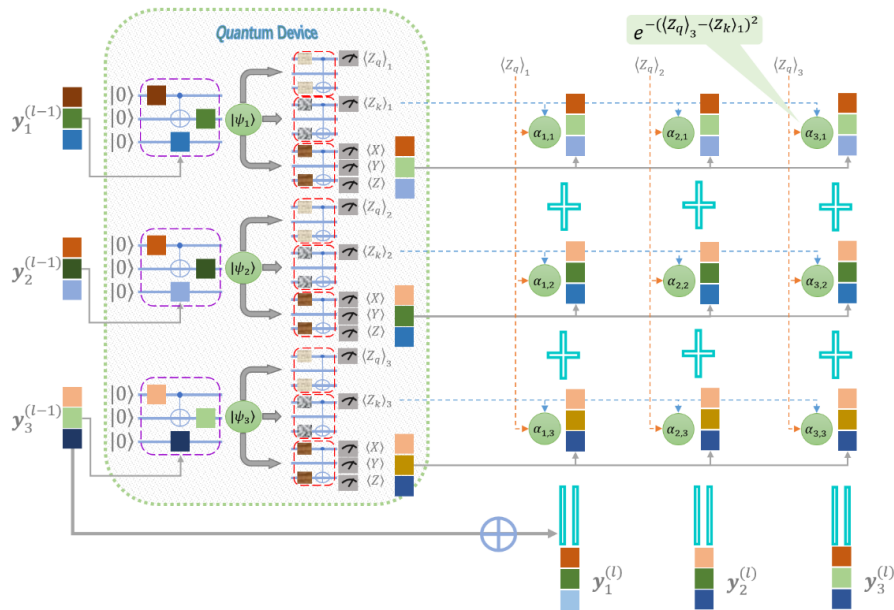 Quantum Device
e^{-(⟨Z_q⟩_3−⟨Z_k⟩_1)^2}
⟨Z_q⟩_1
⟨Z_q⟩_1 ⟨Z_q⟩_2 ⟨Z_q⟩_3
|0⟩
y_1^{(l-1)} |0⟩ |ψ_1⟩ ⟨Z_k⟩_1
|0⟩
α_{1,1} α_{2,1} α_{3,1}
⟨X⟩
⟨Y⟩
⟨Z⟩
⟨Z_q⟩_2
|0⟩
y_2^{(l-1)} |0⟩ |ψ_2⟩ ⟨Z_k⟩_2
|0⟩
α_{1,2} α_{2,2} α_{3,2}
⟨X⟩
⟨Y⟩
⟨Z⟩
⟨Z_q⟩_3
|0⟩
y_3^{(l-1)} |0⟩ |ψ_3⟩ ⟨Z_k⟩_3
|0⟩
α_{1,3} α_{2,3} α_{3,3}
⟨X⟩
⟨Y⟩
⟨Z⟩
y_1^{(l)} y_2^{(l)} y_3^{(l)}